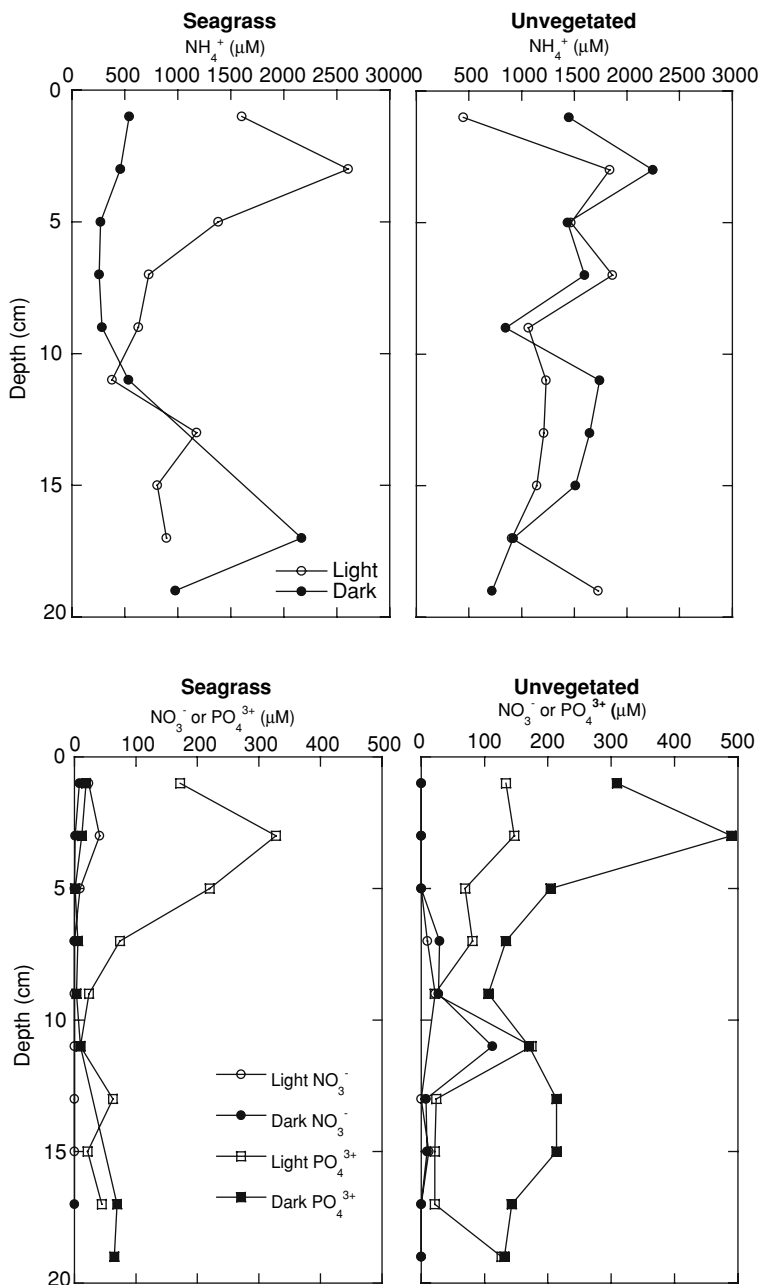 Seagrass Unvegetated
NH₄⁺ (μM) NH₄⁺ (μM)
0 500 1000 1500 2000 2500 30000000 500 1000 1500 2000 2500 3000
0
5
10
15
20
Depth (cm)
Light
Dark
Seagrass Unvegetated
NO₃⁻ or PO₄³⁺ (μM) NO₃⁻ or PO₄³⁺ (μM)
0 100 200 300 400 500 0 100 200 300 400 500
0
5
10
15
20
Depth (cm)
Light NO₃⁻
Dark NO₃⁻
Light PO₄³⁺
Dark PO₄³⁺